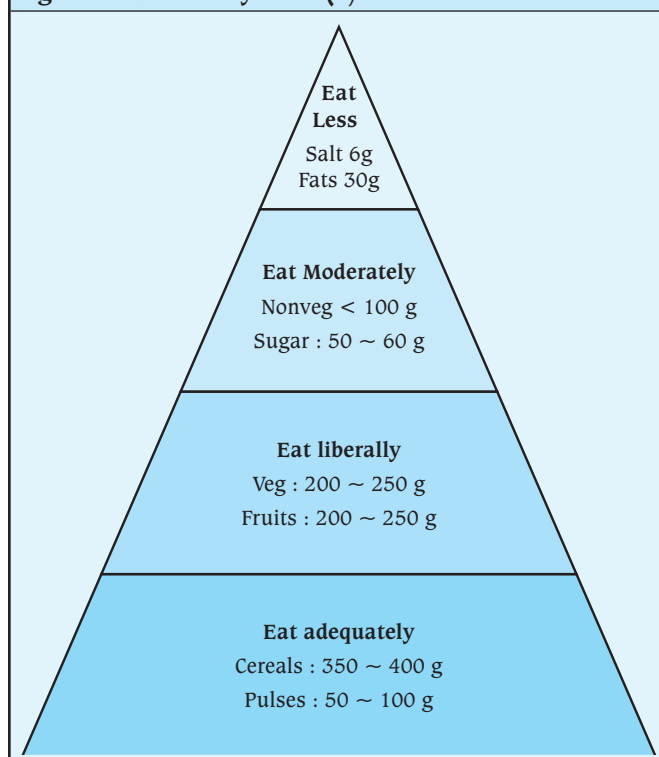 Eat
Less
Salt 6g
Fats 30g
Eat Moderately
Nonveg < 100 g
Sugar : 50 ~ 60 g
Eat liberally
Veg : 200 ~ 250 g
Fruits : 200 ~ 250 g
Eat adequately
Cereals : 350 ~ 400 g
Pulses : 50 ~ 100 g